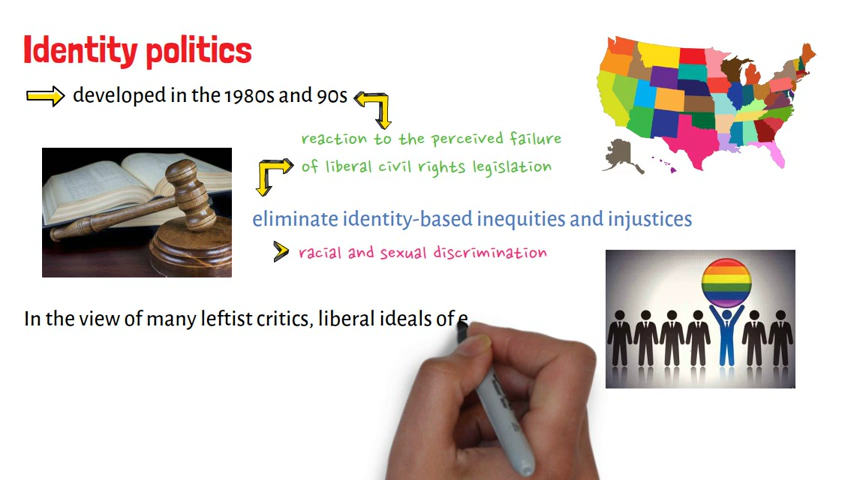 Identity politics
developed in the 1980s and 90s
reaction to the perceived failure
of liberal civil rights legislation
eliminate identity-based inequities and injustices
racial and sexual discrimination
In the view of many leftist critics, liberal ideals of e